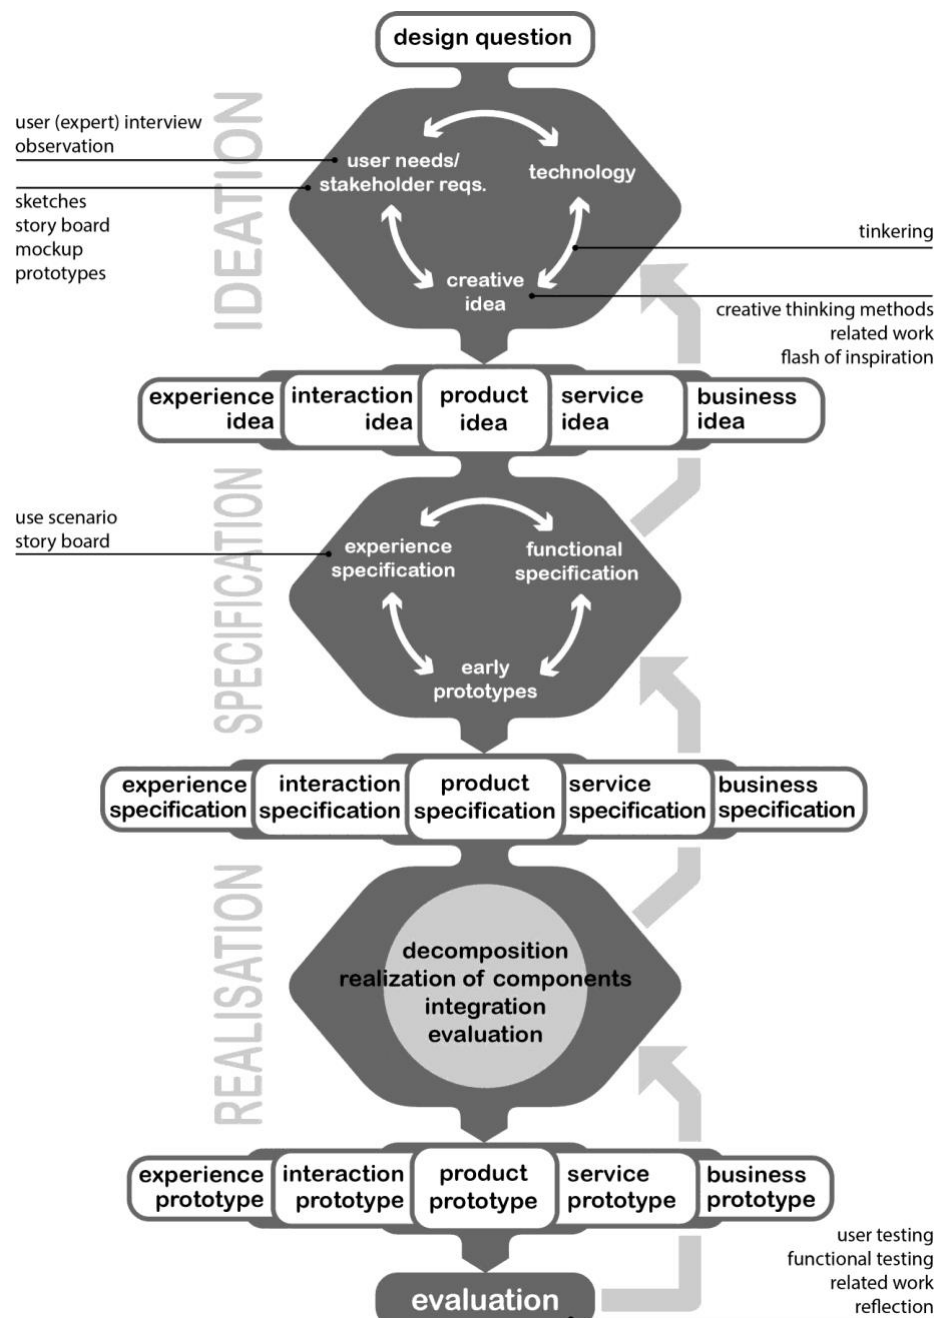 design question
IDEATION
user (expert) interview
observation
user needs/
stakeholder reqs.
technology
sketches
story board
mockup
prototypes
tinkering
creative
idea
creative thinking methods
related work
flash of inspiration
experience
idea
interaction
idea
product
idea
service
idea
business
idea
SPECIFICATION
use scenario
story board
experience
specification
functional
specification
early
prototypes
experience
specification
interaction
specification
product
specification
service
specification
business
specification
REALISATION
decomposition
realization of components
integration
evaluation
experience
prototype
interaction
prototype
product
prototype
service
prototype
business
prototype
user testing
functional testing
related work
reflection
evaluation